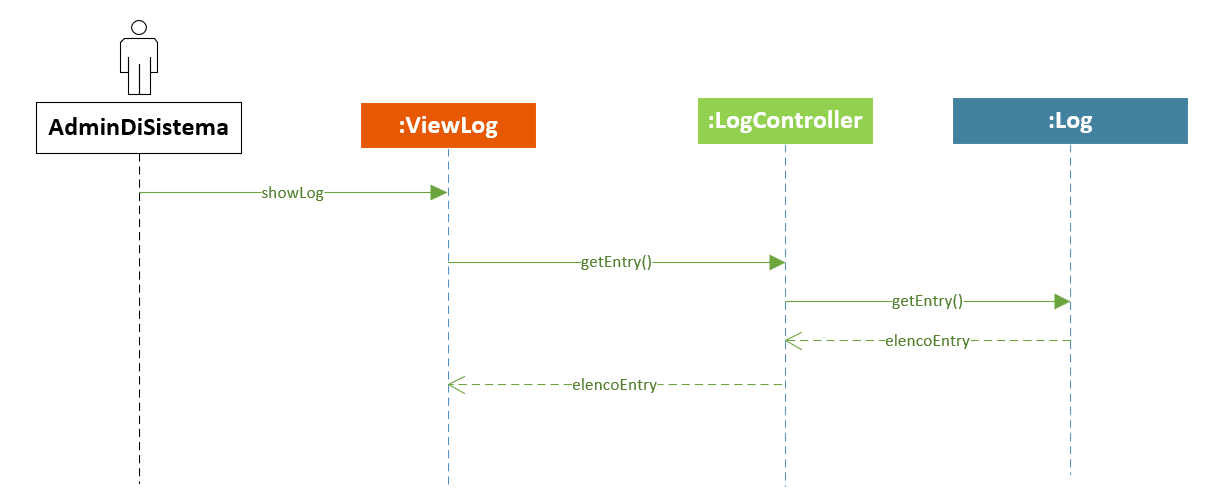 AdminDiSistema
:ViewLog
:LogController
:Log
showLog
getEntry()
getEntry()
elencoEntry
elencoEntry